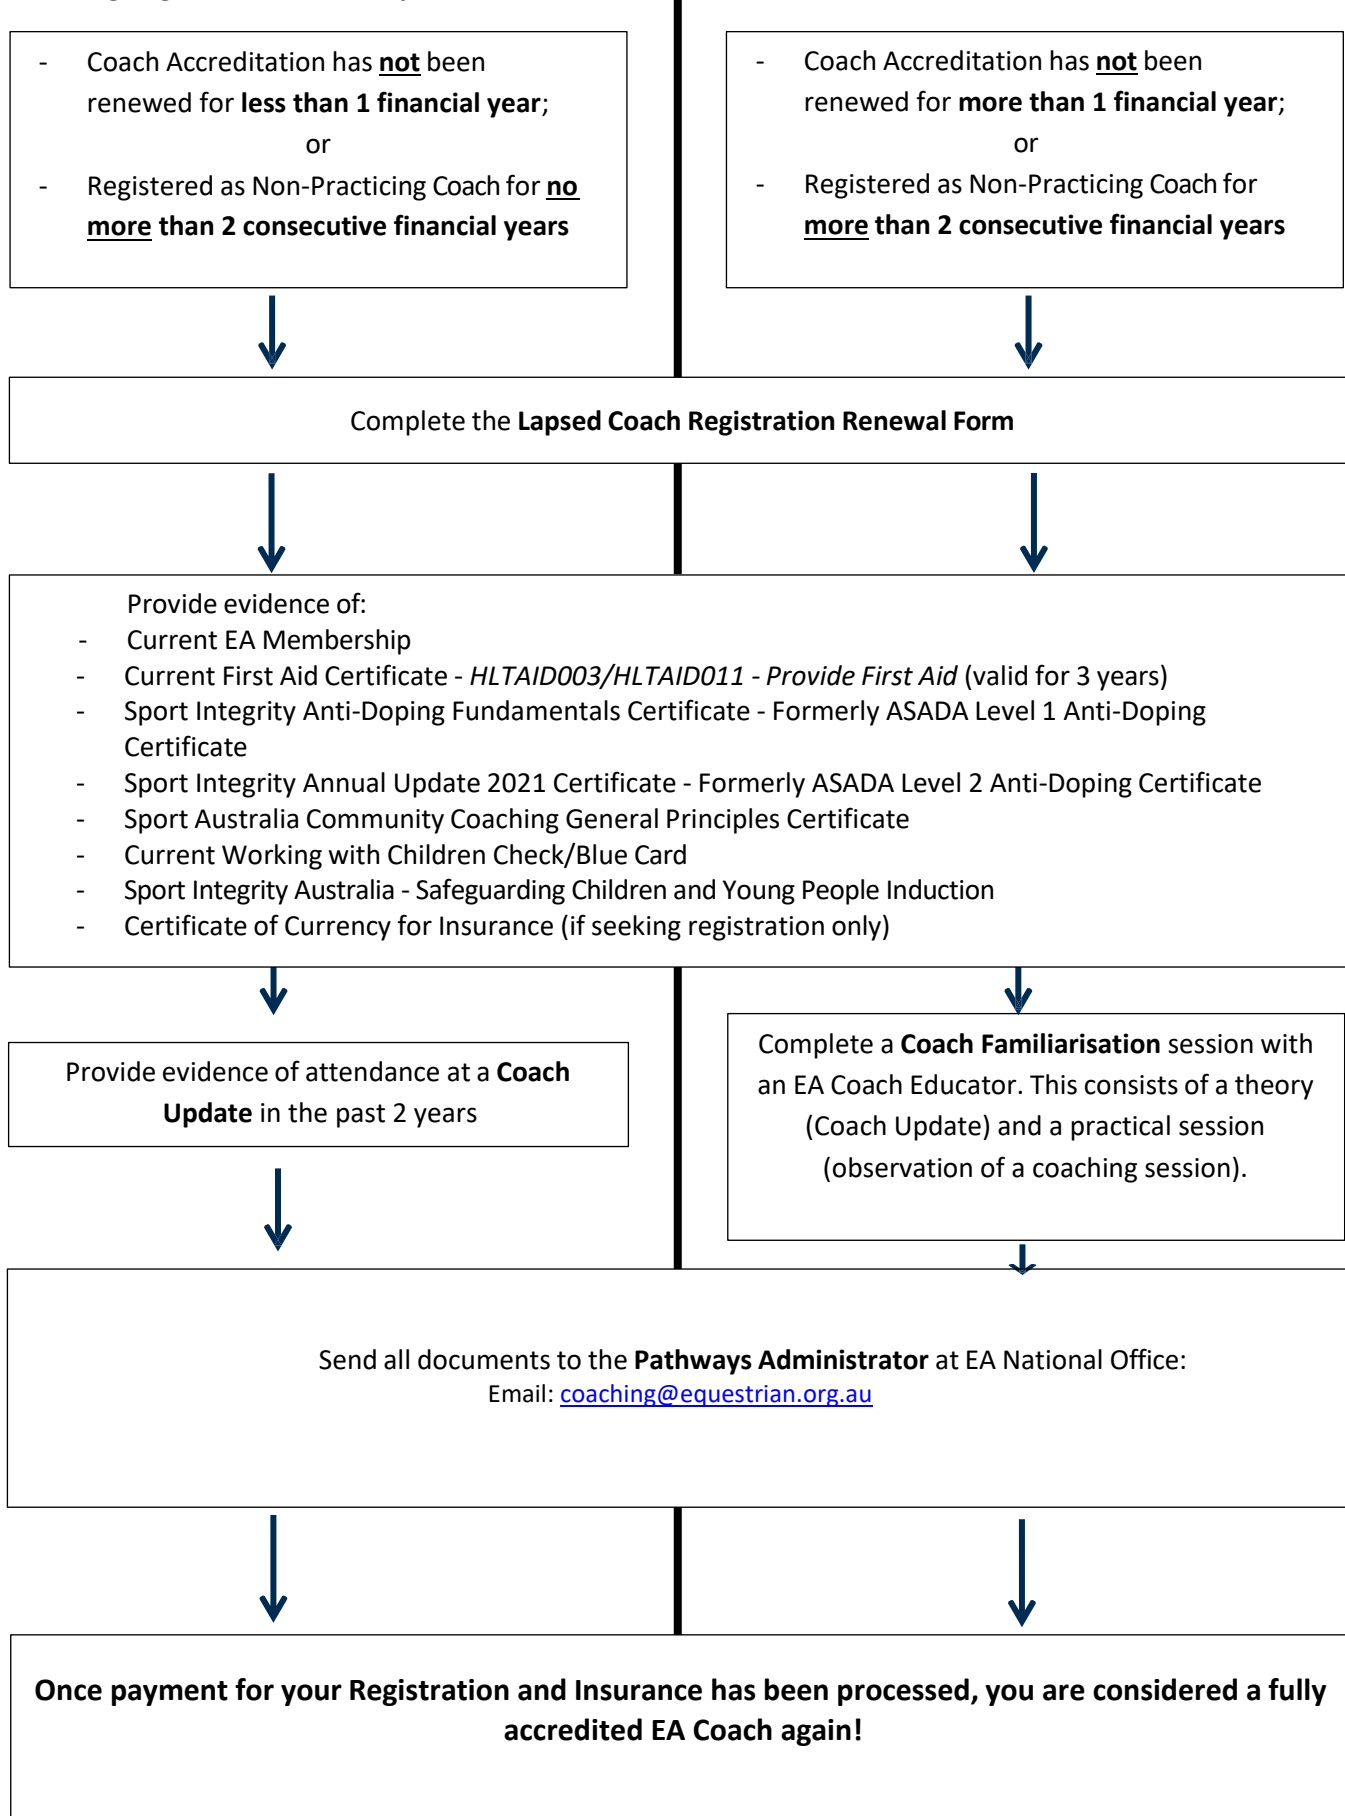 - Coach Accreditation has not been
renewed for less than 1 financial year;
or
- Registered as Non-Practicing Coach for no
more than 2 consecutive financial years
- Coach Accreditation has not been
renewed for more than 1 financial year;
or
- Registered as Non-Practicing Coach for
more than 2 consecutive financial years
Complete the Lapsed Coach Registration Renewal Form
Provide evidence of:
- Current EA Membership
- Current First Aid Certificate - HLTAID003/HLTAID011 - Provide First Aid (valid for 3 years)
- Sport Integrity Anti-Doping Fundamentals Certificate - Formerly ASADA Level 1 Anti-Doping
Certificate
- Sport Integrity Annual Update 2021 Certificate - Formerly ASADA Level 2 Anti-Doping Certificate
- Sport Australia Community Coaching General Principles Certificate
- Current Working with Children Check/Blue Card
- Sport Integrity Australia - Safeguarding Children and Young People Induction
- Certificate of Currency for Insurance (if seeking registration only)
Provide evidence of attendance at a Coach
Update in the past 2 years
Complete a Coach Familiarisation session with
an EA Coach Educator. This consists of a theory
(Coach Update) and a practical session
(observation of a coaching session).
Send all documents to the Pathways Administrator at EA National Office:
Email: coaching@equestrian.org.au
Once payment for your Registration and Insurance has been processed, you are considered a fully
accredited EA Coach again!